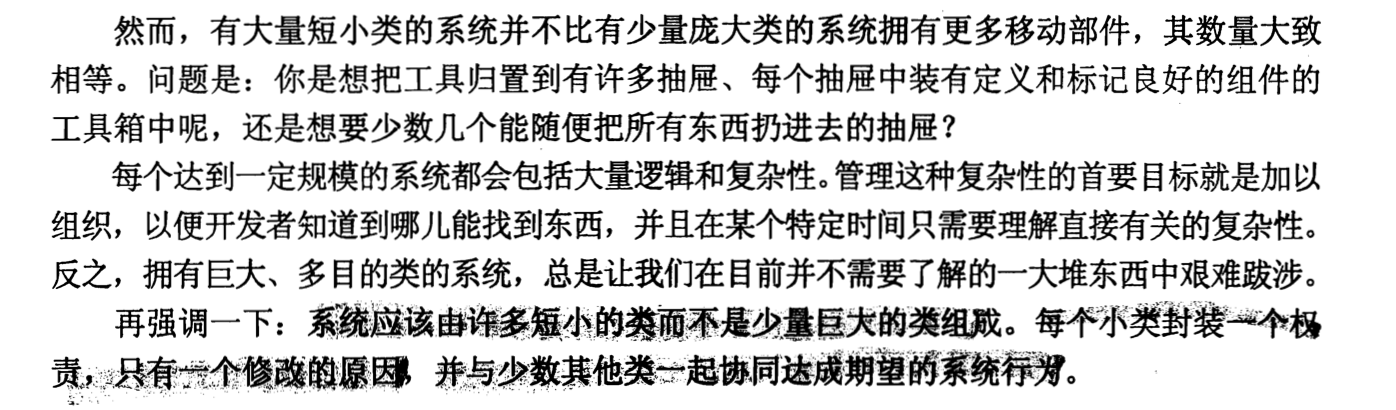 然而，有大量短小类的系统并不比有少量庞大类的系统拥有更多移动部件，其数量大致
相等。问题是：你是想把工具归置到有许多抽屉、每个抽屉中装有定义和标记良好的组件的
工具箱中呢，还是想要少数几个能随便把所有东西扔进去的抽屉？
每个达到一定规模的系统都会包括大量逻辑和复杂性。管理这种复杂性的首要目标就是加以
组织，以便开发者知道到哪儿能找到东西，并且在某个特定时间只需要理解直接有关的复杂性。
反之，拥有巨大、多目的类的系统，总是让我们在目前并不需要了解的一大堆东西中艰难跋涉。
再强调一下：系统应该由许多短小的类而不是少量巨大的类组成。每个小类封装一个权
责，只有一个修改的原因，并与少数其他类一起协同达成期望的系统行为。